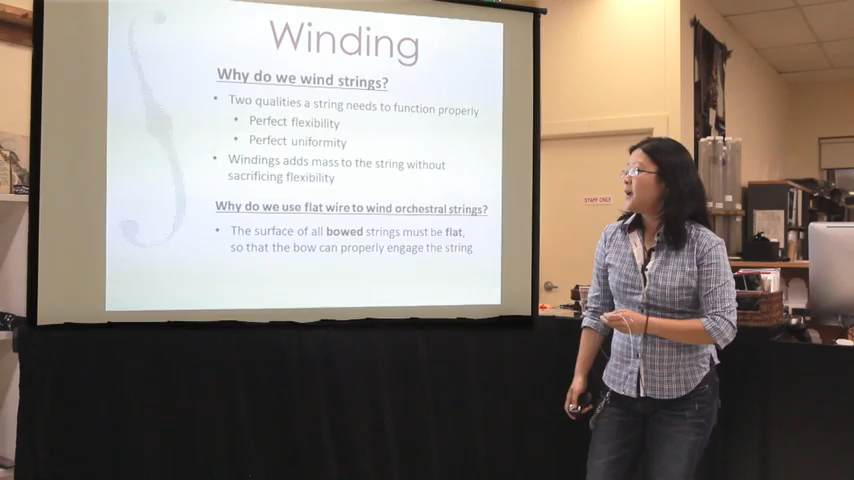 Winding
Why do we wind strings?
• Two qualities a string needs to function properly
• Perfect flexibility
• Perfect uniformity
• Windings adds mass to the string without
sacrificing flexibility
Why do we use flat wire to wind orchestral strings?
• The surface of all bowed strings must be flat,
so that the bow can properly engage the string
STAFF ONLY